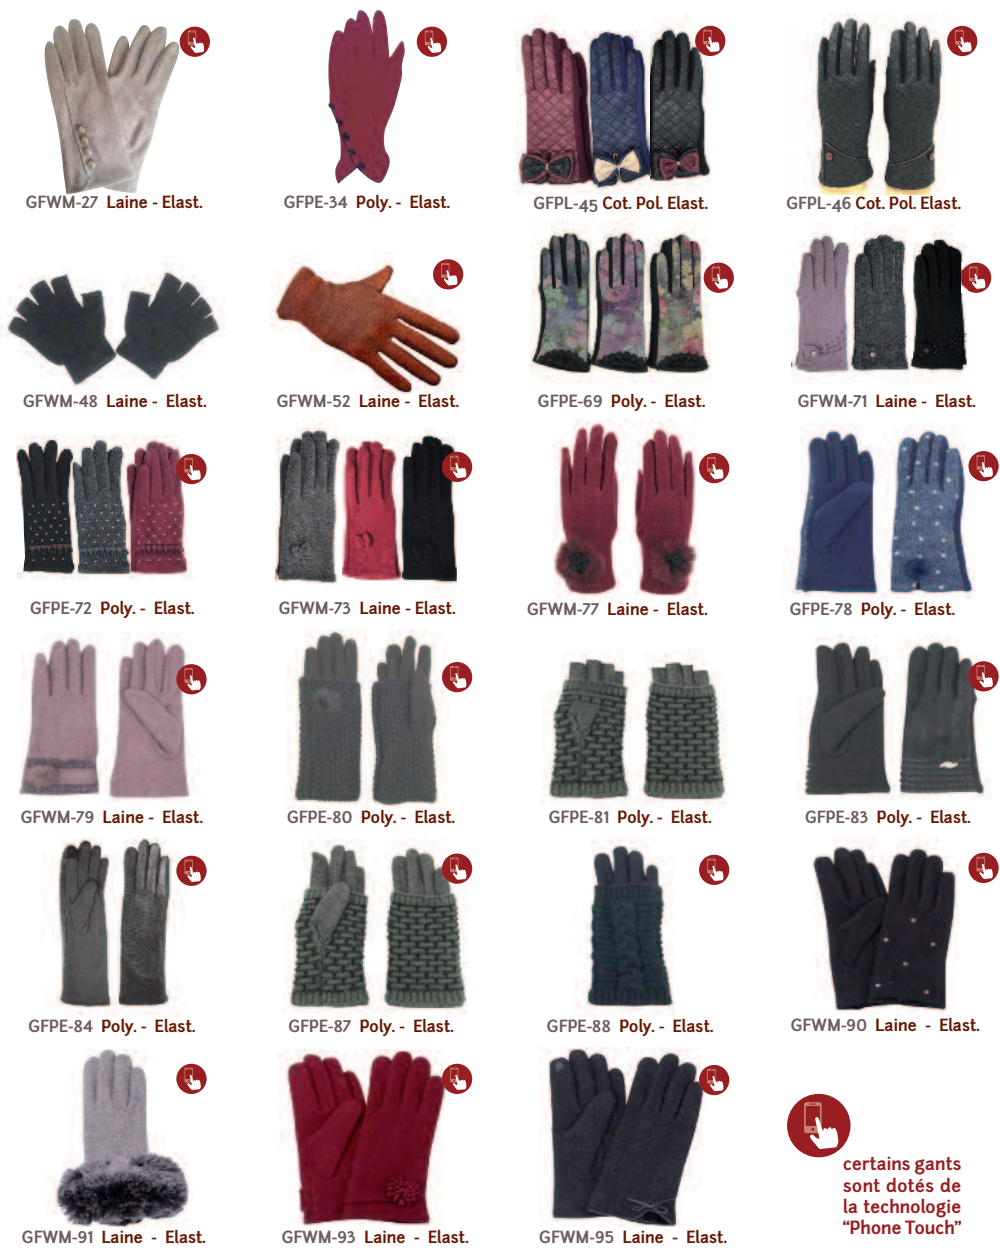 GFWM-27 Laine - Elast.
GFPE-34 Poly. - Elast.
GFPL-45 Cot. Pol. Elast.
GFPL-46 Cot. Pol. Elast.
GFWM-48 Laine - Elast.
GFWM-52 Laine - Elast.
GFPE-69 Poly. - Elast.
GFWM-71 Laine - Elast.
GFPE-72 Poly. - Elast.
GFWM-73 Laine - Elast.
GFWM-77 Laine - Elast.
GFPE-78 Poly. - Elast.
GFWM-79 Laine - Elast.
GFPE-80 Poly. - Elast.
GFPE-81 Poly. - Elast.
GFPE-83 Poly. - Elast.
GFPE-84 Poly. - Elast.
GFPE-87 Poly. - Elast.
GFPE-88 Poly. - Elast.
GFWM-90 Laine - Elast.
GFWM-91 Laine - Elast.
GFWM-93 Laine - Elast.
GFWM-95 Laine - Elast.
certains gants
sont dotés de
la technologie
“Phone Touch”